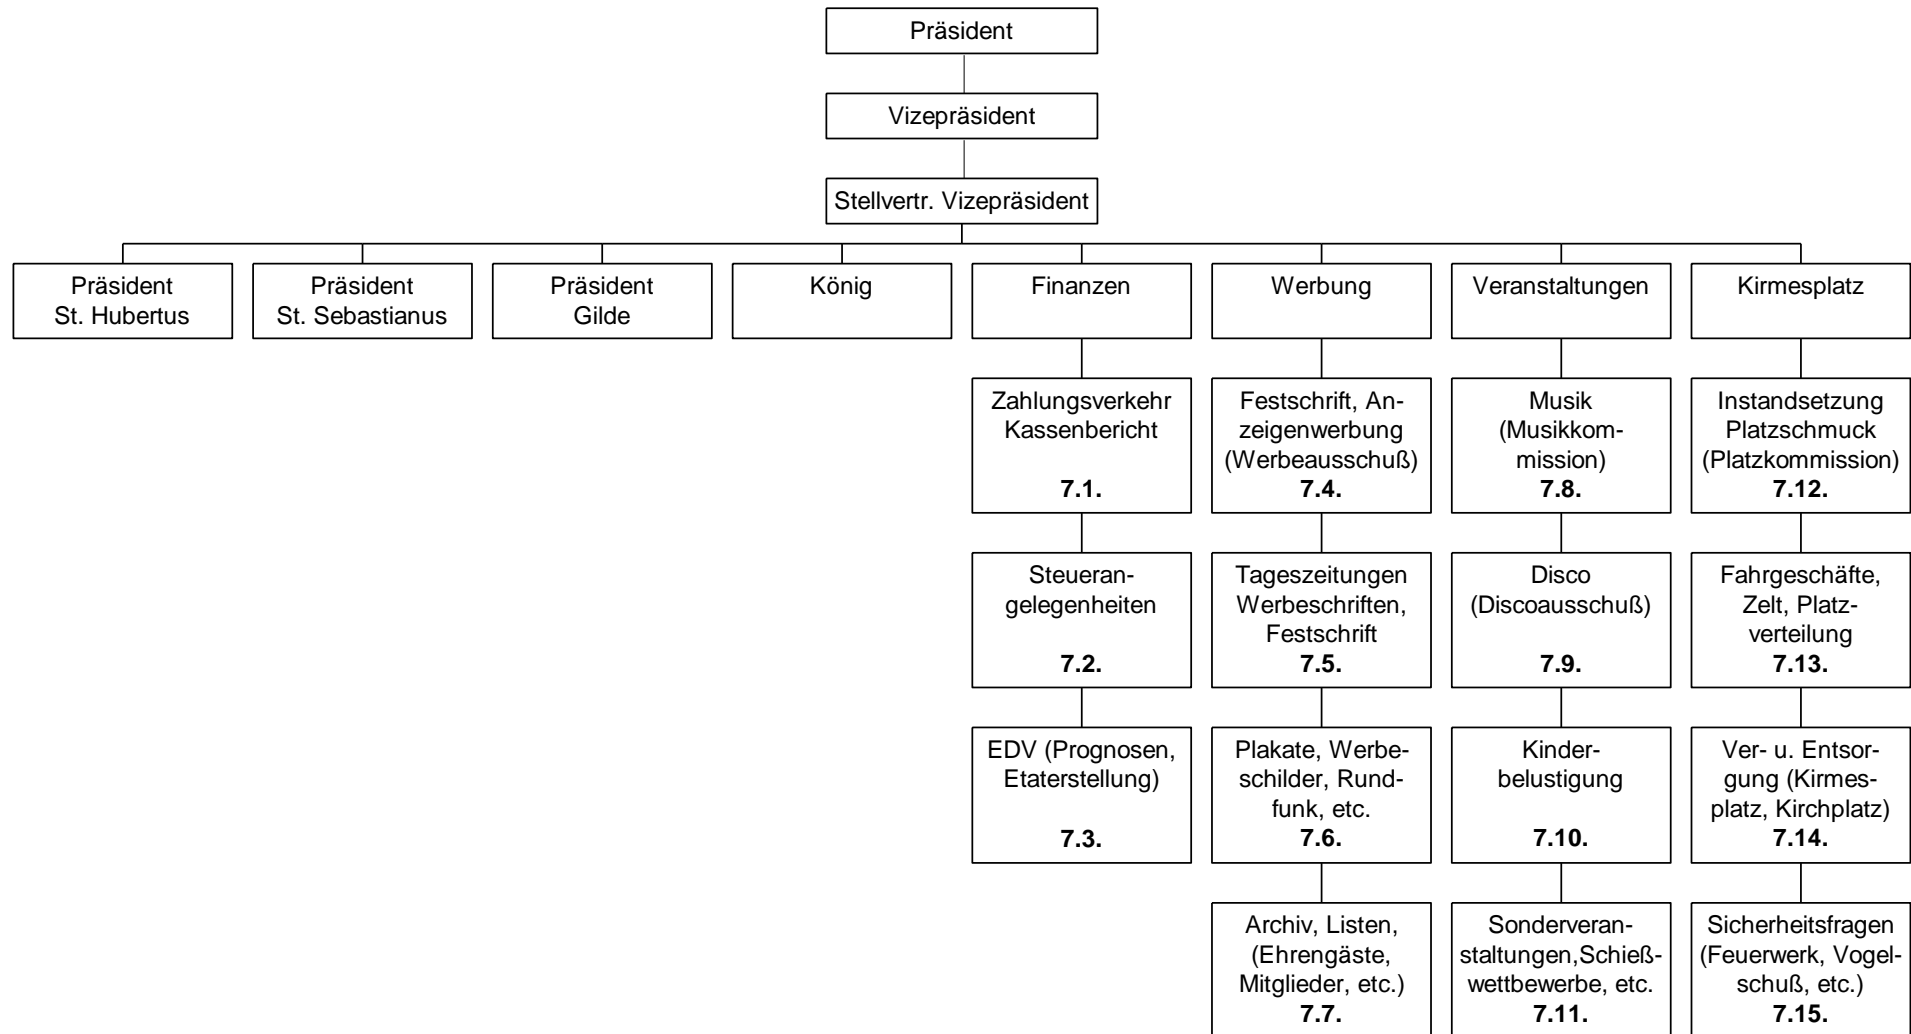 Präsident
Vizepräsident
Stellvertr. Vizepräsident
Präsident
St. Hubertus
Präsident
St. Sebastianus
Präsident
Gilde
König
Finanzen
Werbung
Veranstaltungen
Kirmesplatz
Zahlungsverkehr
Kassenbericht
7.1.
Festschrift, An-
zeigenwerbung
(Werbeausschuß)
7.4.
Musik
(Musikkom-
mission)
7.8.
Instandsetzung
Platzschmuck
(Platzkommission)
7.12.
Steueran-
gelegenheiten
7.2.
Tageszeitungen
Werbeschriften,
Festschrift
7.5.
Disco
(Discoausschuß)
7.9.
Fahrgeschäfte,
Zelt, Platz-
verteilung
7.13.
EDV (Prognosen,
Etaterstellung)
7.3.
Plakate, Werbe-
schilder, Rund-
funk, etc.
7.6.
Kinder-
belustigung
7.10.
Ver- u. Entsor-
gung (Kirmes-
platz, Kirchplatz)
7.14.
Archiv, Listen,
(Ehrengäste,
Mitglieder, etc.)
7.7.
Sonderveran-
staltungen,Schieß-
wettbewerbe, etc.
7.11.
Sicherheitsfragen
(Feuerwerk, Vogel-
schuß, etc.)
7.15.